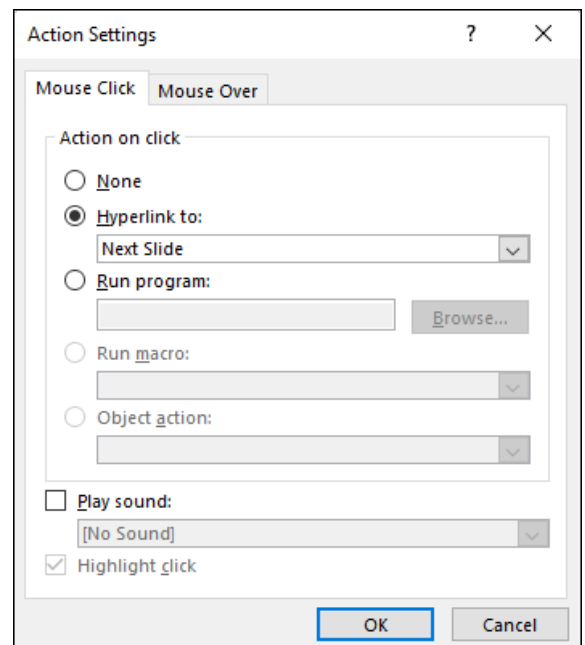 Action Settings ?
Mouse Click Mouse Over
Action on click
None
Hyperlink to:
Next Slide
Run program:
Browse...
Run macro:
Object action:
Play sound:
[No Sound]
Highlight click
OK Cancel